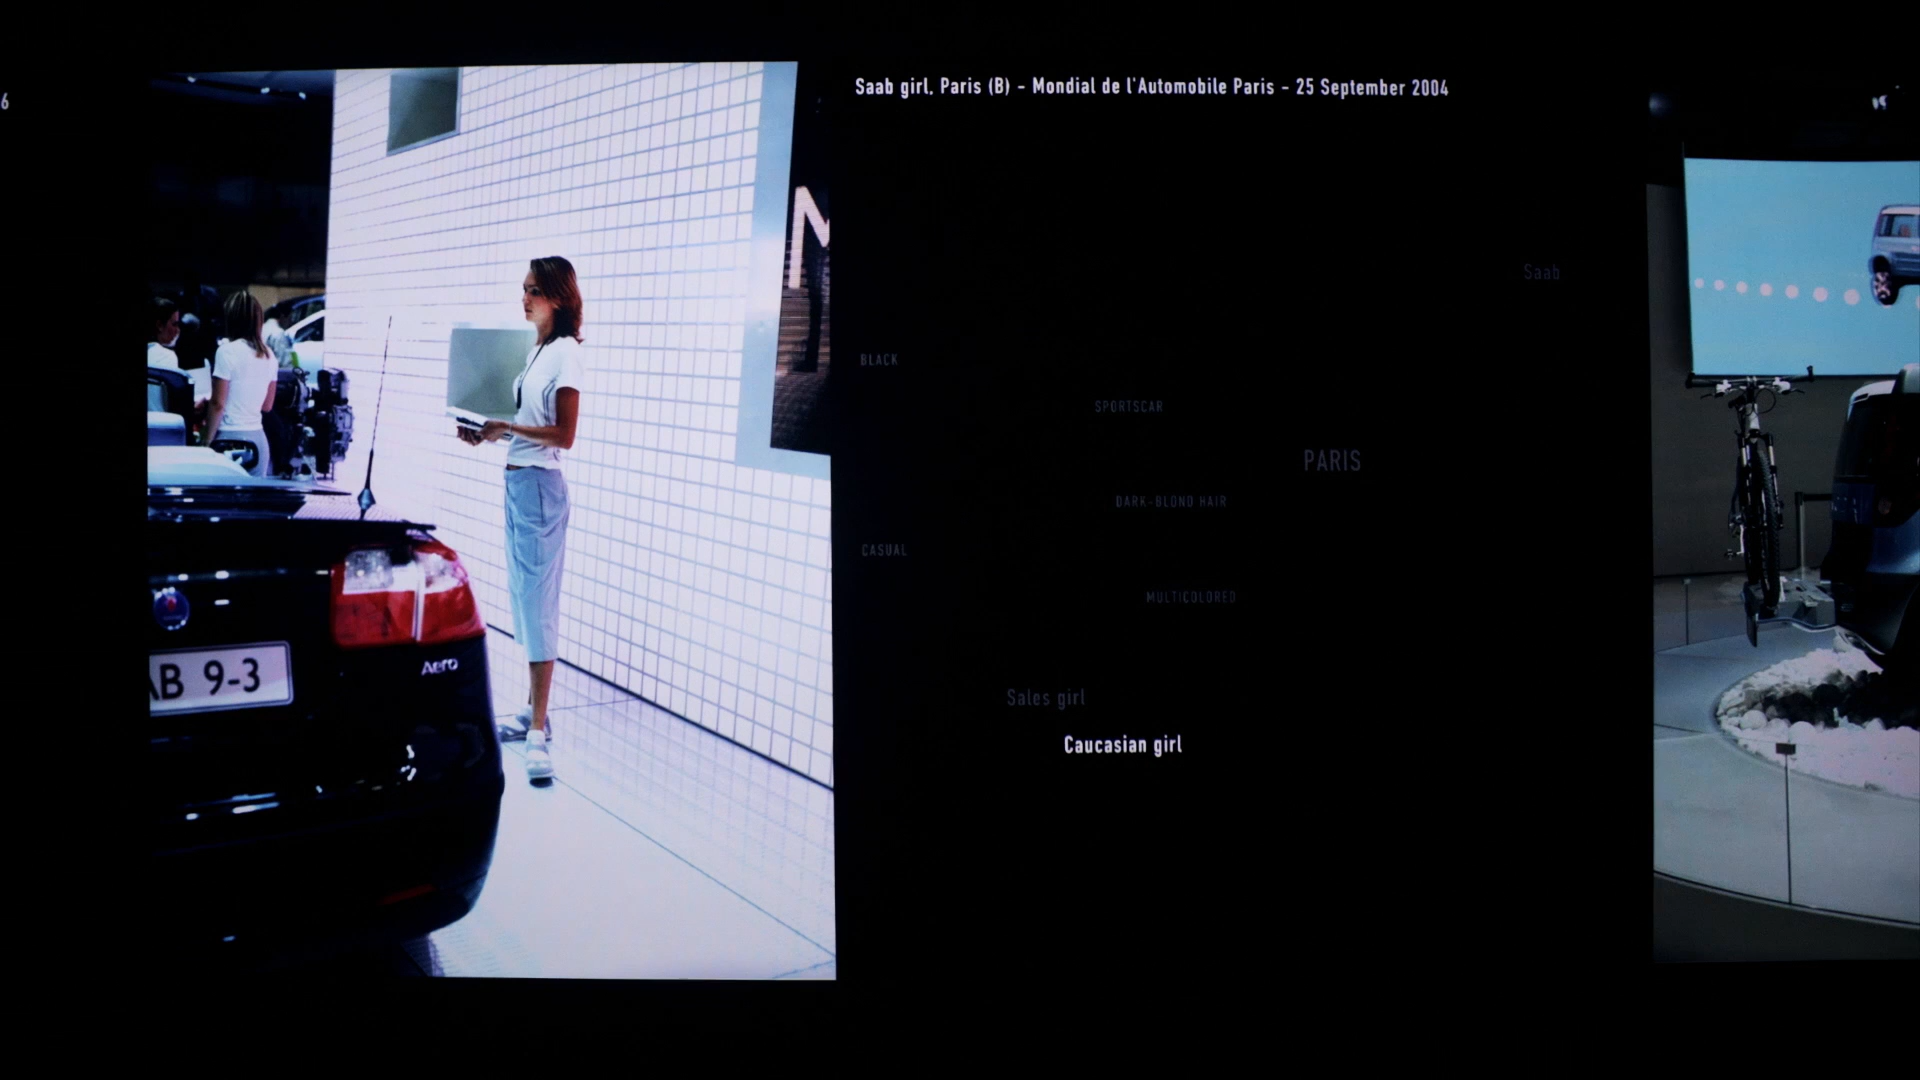 6
Saab girl, Paris (B) - Mondial de l'Automobile Paris - 25 September 2004
M
Saab
BLACK
SPORTSCAR
PARIS
DARK-BLOND HAIR
CASUAL
MULTICOLORED
AB 9-3
Aero
Sales girl
Caucasian girl